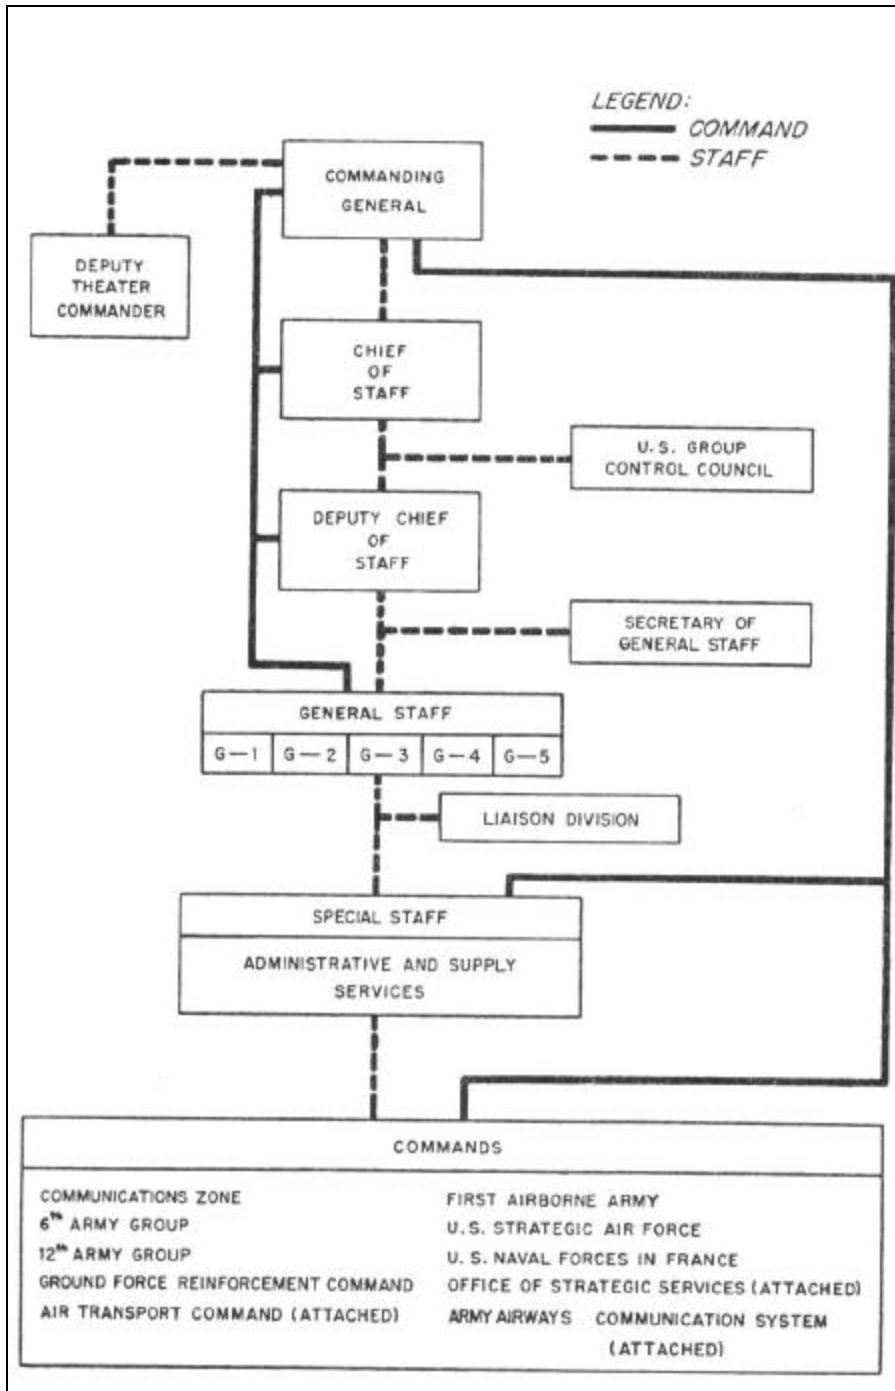 LEGEND:
COMMAND
STAFF
COMMANDING
GENERAL
DEPUTY
THEATER
COMMANDER
CHIEF
OF
STAFF
U.S. GROUP
CONTROL COUNCIL
DEPUTY CHIEF
OF
STAFF
SECRETARY OF
GENERAL STAFF
GENERAL STAFF
G—1 G—2 G—3 G—4 G—5
LIAISON DIVISION
SPECIAL STAFF
ADMINISTRATIVE AND SUPPLY
SERVICES
COMMANDS
COMMUNICATIONS ZONE
6th ARMY GROUP
12th ARMY GROUP
GROUND FORCE REINFORCEMENT COMMAND
AIR TRANSPORT COMMAND (ATTACHED)
FIRST AIRBORNE ARMY
U.S. STRATEGIC AIR FORCE
U. S. NAVAL FORCES IN FRANCE
OFFICE OF STRATEGIC SERVICES (ATTACHED)
ARMY AIRWAYS COMMUNICATION SYSTEM
(ATTACHED)